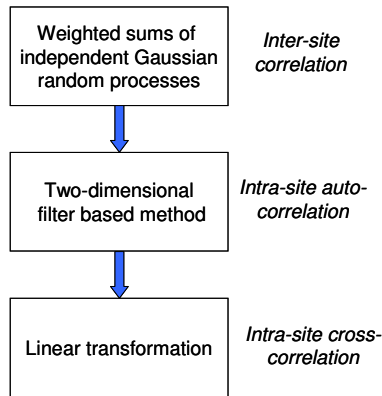 Weighted sums of
independent Gaussian
random processes
Inter-site
correlation
Two-dimensional
filter based method
Intra-site auto-
correlation
Linear transformation
Intra-site cross-
correlation